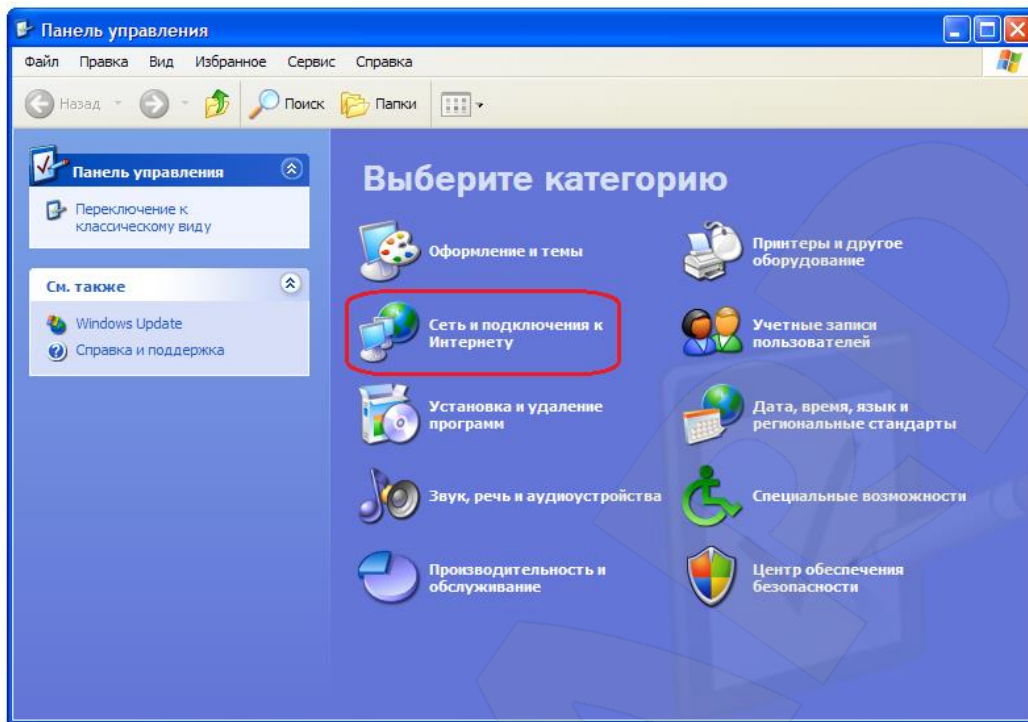 Панель управления
Файл Правка Вид Избранное Сервис Справка
Назад Поиск Папки
Панель управления
Переключение к
классическому виду
См. также
Windows Update
Справка и поддержка
Выберите категорию
Оформление и темы
Принтеры и другое
оборудование
Сеть и подключения к
Интернету
Учетные записи
пользователей
Установка и удаление
программ
Дата, время, язык и
региональные стандарты
Звук, речь и аудиоустройства
Специальные возможности
Производительность и
обслуживание
Центр обеспечения
безопасности